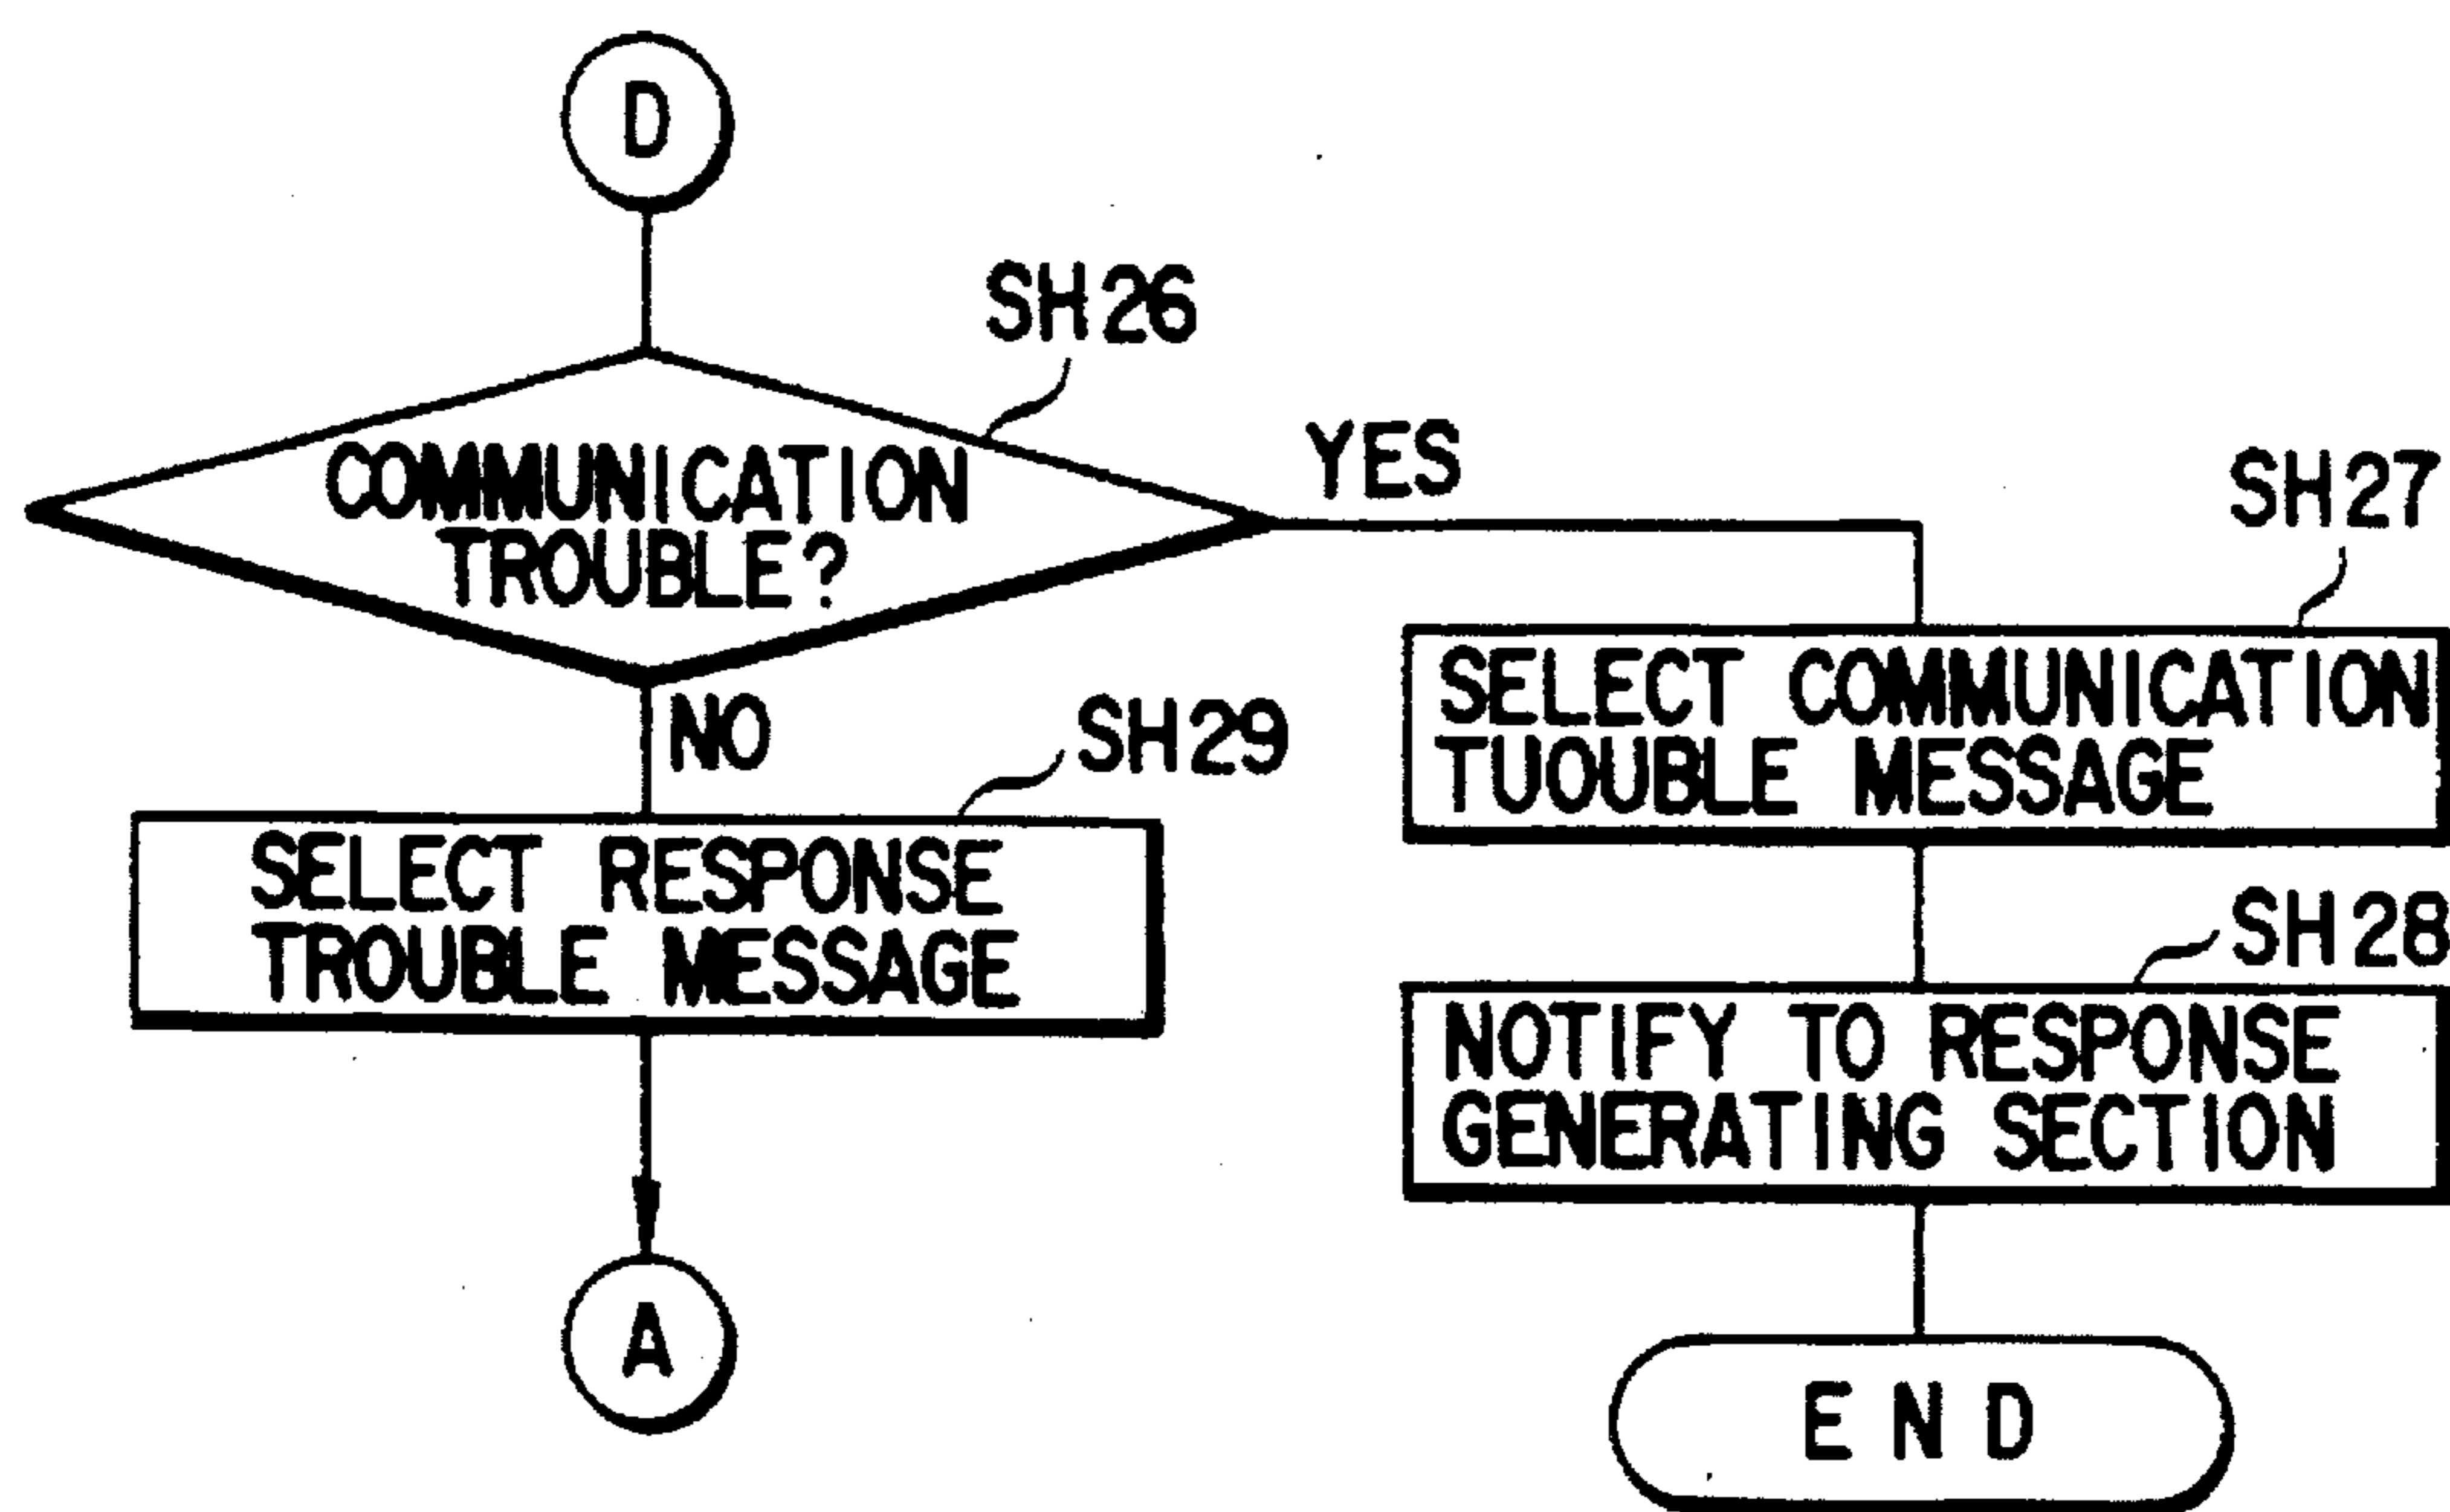 D
SH26
COMMUNICATION
TROUBLE?
YES
NO
SH27
SELECT COMMUNICATION
TUOUBLE MESSAGE
SH29
SELECT RESPONSE
TROUBLE MESSAGE
SH28
NOTIFY TO RESPONSE
GENERATING SECTION
A
END